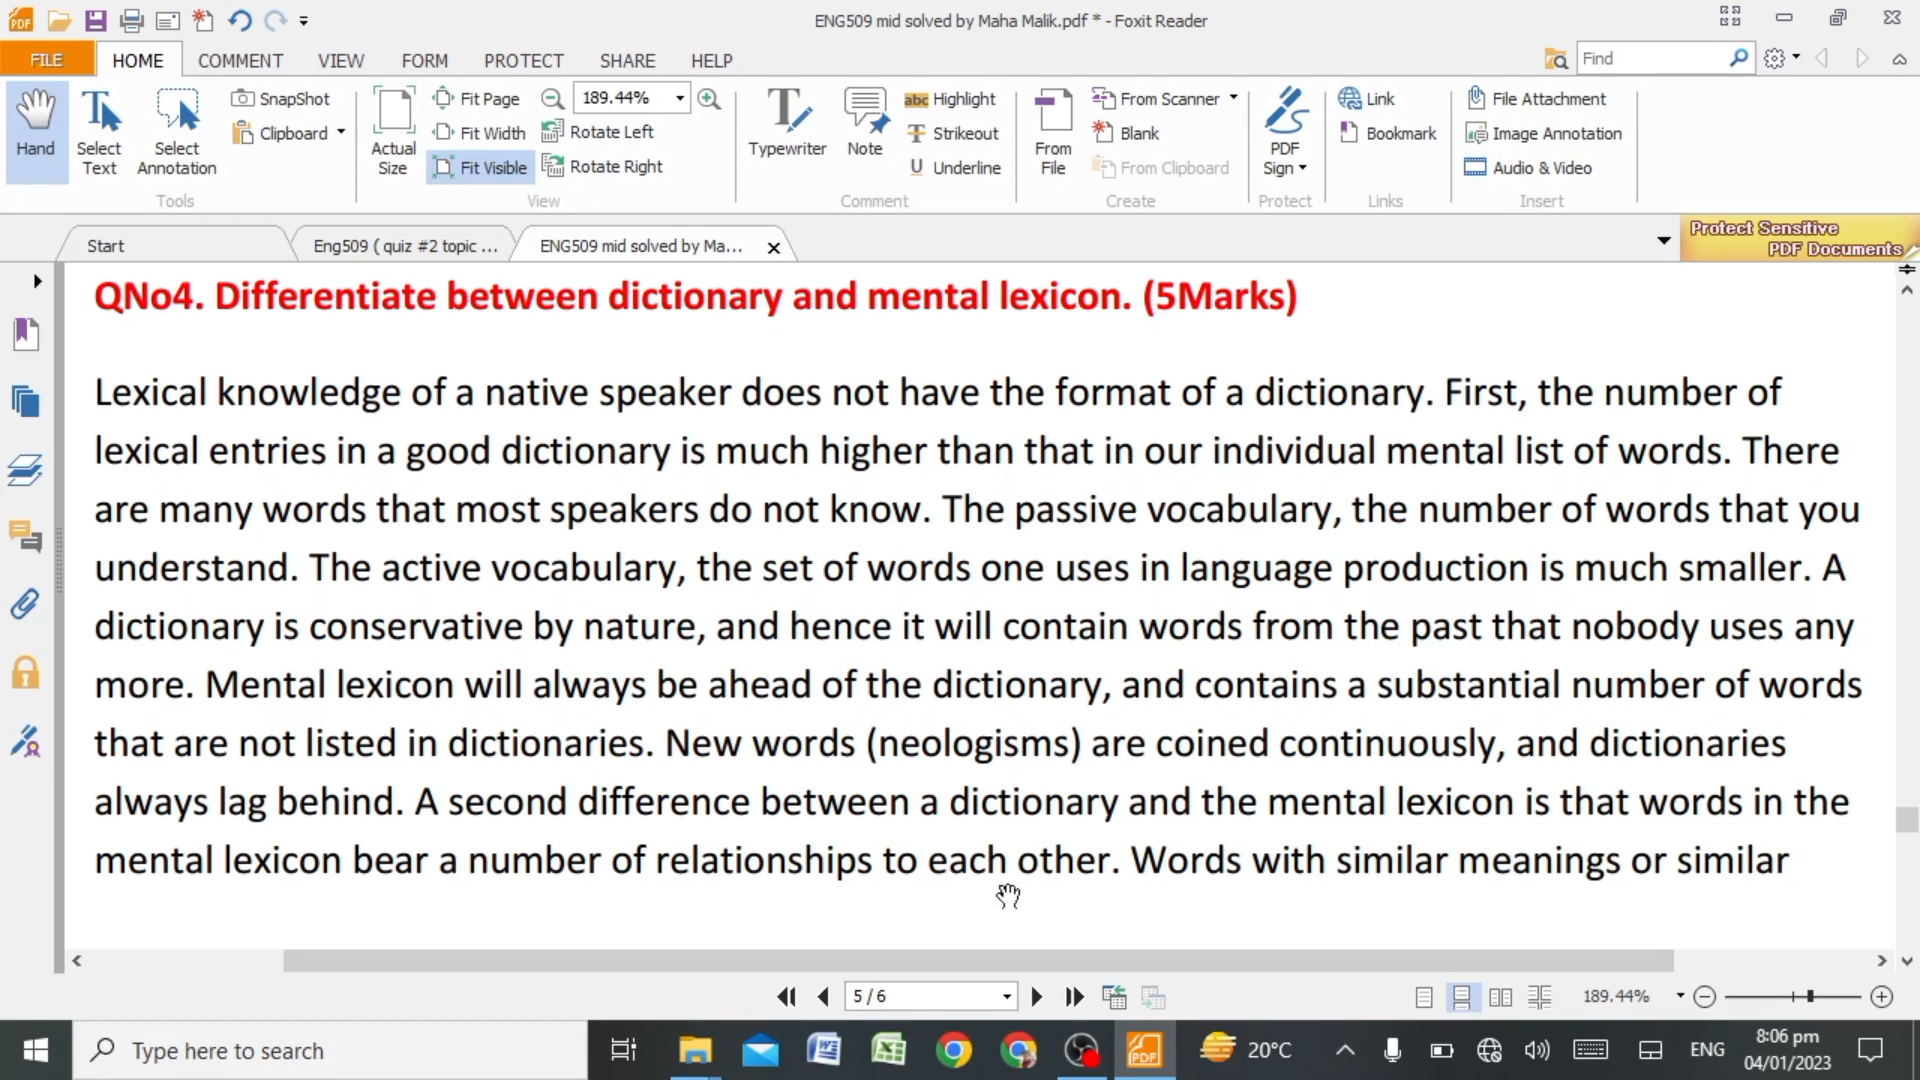 ENG509 mid solved by Maha Malik.pdf * - Foxit Reader
FILE HOME COMMENT VIEW FORM PROTECT SHARE HELP Find
Hand
Select Text
Select Annotation
SnapShot
Clipboard
Tools
Actual Size
Fit Page
Fit Width
Fit Visible
189.44%
Rotate Left
Rotate Right
View
Typewriter
Note
Highlight
Strikeout
Underline
Comment
From File
From Scanner
Blank
From Clipboard
Create
PDF Sign
Protect
Link
Bookmark
Links
File Attachment
Image Annotation
Audio & Video
Insert
Start
Eng509 ( quiz #2 topic ...
ENG509 mid solved by Ma...
Protect Sensitive
PDF Documents
QNo4. Differentiate between dictionary and mental lexicon. (5Marks)
Lexical knowledge of a native speaker does not have the format of a dictionary. First, the number of
lexical entries in a good dictionary is much higher than that in our individual mental list of words. There
are many words that most speakers do not know. The passive vocabulary, the number of words that you
understand. The active vocabulary, the set of words one uses in language production is much smaller. A
dictionary is conservative by nature, and hence it will contain words from the past that nobody uses any
more. Mental lexicon will always be ahead of the dictionary, and contains a substantial number of words
that are not listed in dictionaries. New words (neologisms) are coined continuously, and dictionaries
always lag behind. A second difference between a dictionary and the mental lexicon is that words in the
mental lexicon bear a number of relationships to each other. Words with similar meanings or similar
5 / 6
189.44%
Type here to search
20°C
ENG
8:06 pm
04/01/2023